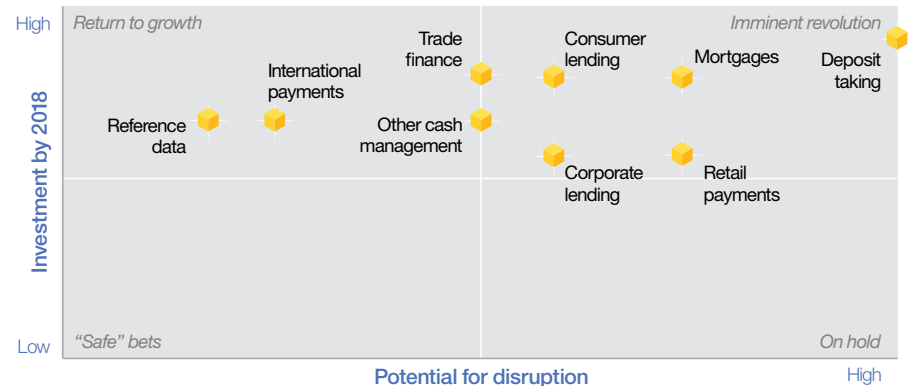 High
Return to growth
Imminent revolution
Trade
finance
Consumer
lending
Mortgages
Deposit
taking
International
payments
Reference
data
Other cash
management
Corporate
lending
Retail
payments
Investment by 2018
Low
“Safe” bets
On hold
Potential for disruption
High